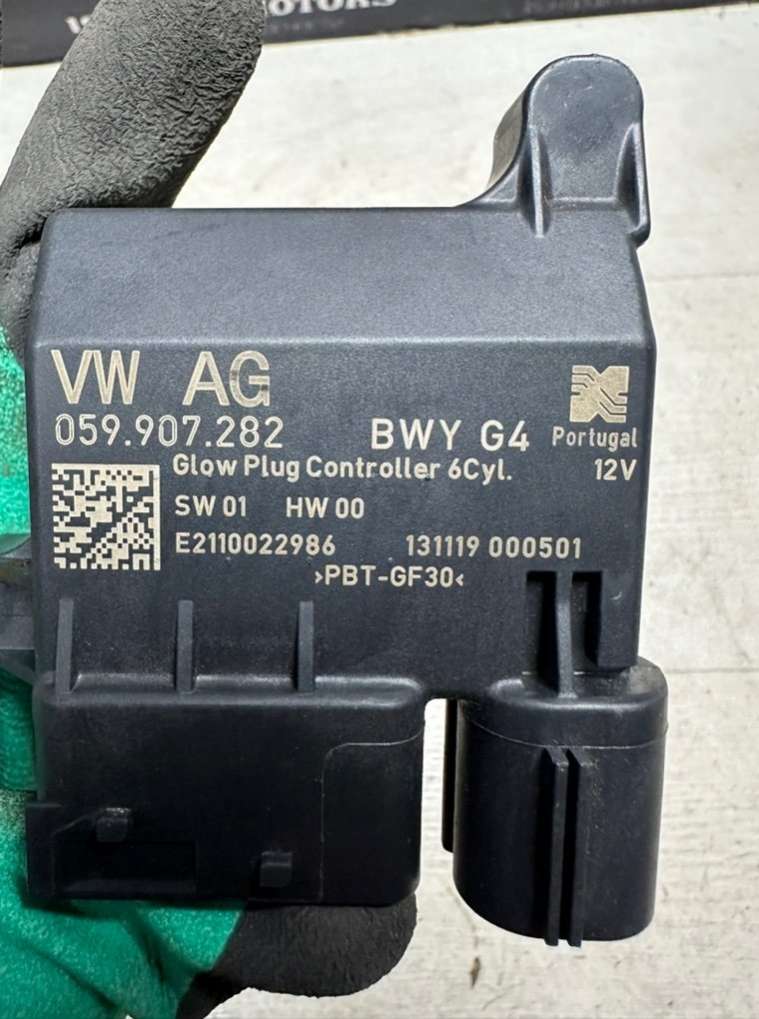 MOTORS
VW AG
059.907.282 BWY G4 Portugal
Glow Plug Controller 6Cyl. 12V
SW 01 HW 00
E2110022986 131119 000501
>PBT-GF30<